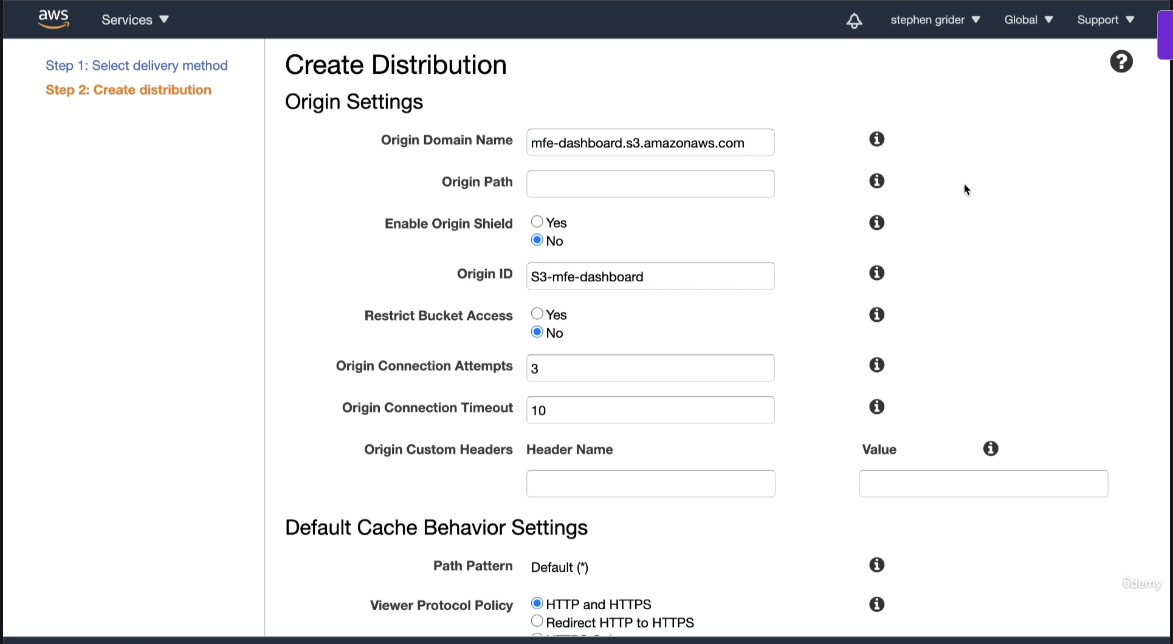 aws Services stephen grider Global Support
Step 1: Select delivery method
Step 2: Create distribution
Create Distribution
Origin Settings
Origin Domain Name mfe-dashboard.s3.amazonaws.com
Origin Path
Enable Origin Shield Yes
No
Origin ID S3-mfe-dashboard
Restrict Bucket Access Yes
No
Origin Connection Attempts 3
Origin Connection Timeout 10
Origin Custom Headers Header Name Value
Default Cache Behavior Settings
Path Pattern Default (*)
Viewer Protocol Policy HTTP and HTTPS
Redirect HTTP to HTTPS
Udemy